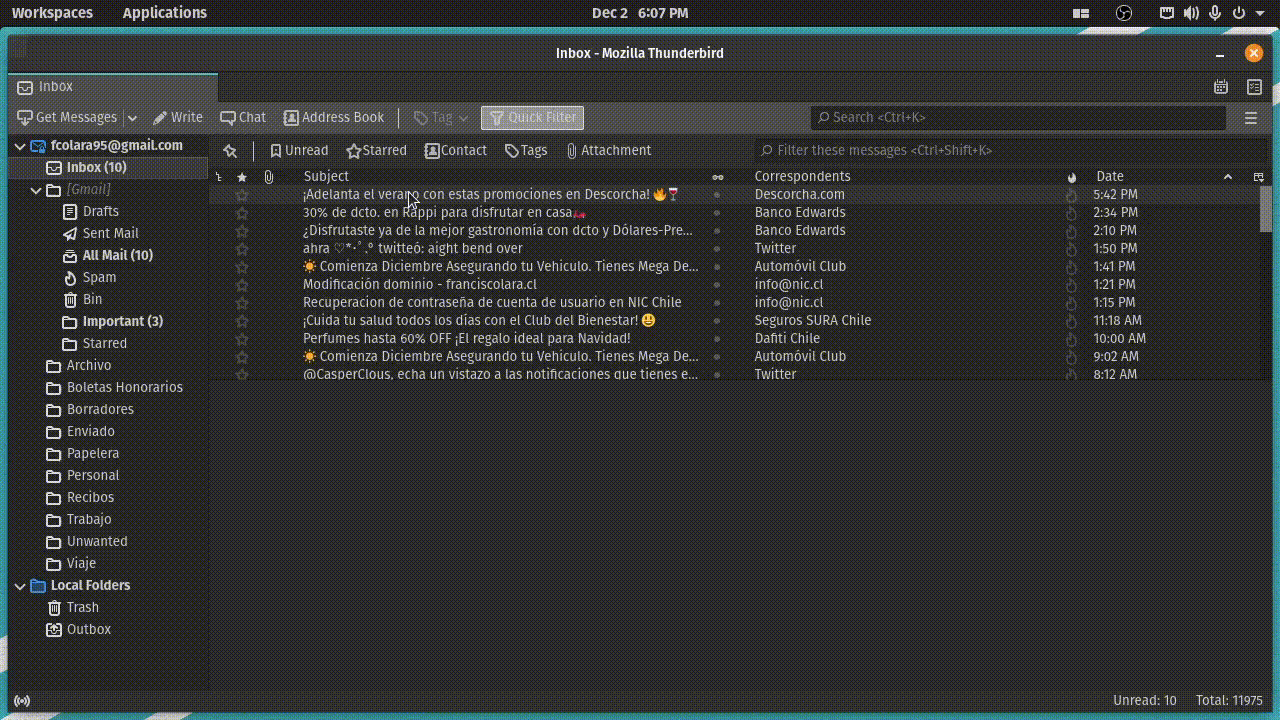 Workspaces Applications Dec 2 6:07 PM
Inbox - Mozilla Thunderbird
Inbox
Get Messages Write Chat Address Book Tag Quick Filter Search <Ctrl+K>
fcolara95@gmail.com
Inbox (10)
[Gmail]
Drafts
Sent Mail
All Mail (10)
Spam
Bin
Important (3)
Starred
Archivo
Boletas Honorarios
Borradores
Enviado
Papelera
Personal
Recibos
Trabajo
Unwanted
Viaje
Local Folders
Trash
Outbox
Unread Starred Contact Tags Attachment Filter these messages <Ctrl+Shift+K>
Subject Correspondents Date
¡Adelanta el verano con estas promociones en Descorcha! 🔥🍷 Descorcha.com 5:42 PM
30% de dcto. en Rappi para disfrutar en casa🛵 Banco Edwards 2:34 PM
¿Disfrutaste ya de la mejor gastronomía con dcto y Dólares-Pre... Banco Edwards 2:10 PM
ahra ♡*･ﾟ.º twitteó: aight bend over Twitter 1:50 PM
☀ Comienza Diciembre Asegurando tu Vehiculo. Tienes Mega De... Automóvil Club 1:41 PM
Modificación dominio - franciscolara.cl info@nic.cl 1:21 PM
Recuperacion de contraseña de cuenta de usuario en NIC Chile info@nic.cl 1:15 PM
¡Cuida tu salud todos los días con el Club del Bienestar! 😃 Seguros SURA Chile 11:18 AM
Perfumes hasta 60% OFF ¡El regalo ideal para Navidad! Dafiti Chile 10:00 AM
☀ Comienza Diciembre Asegurando tu Vehiculo. Tienes Mega De... Automóvil Club 9:02 AM
@CasperClous, echa un vistazo a las notificaciones que tienes e... Twitter 8:12 AM
Unread: 10 Total: 11975